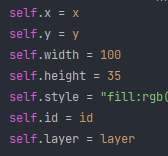 self.x = x
self.y = y
self.width = 100
self.height = 35
self.style = "fill:rgb(
self.id = id
self.layer = layer